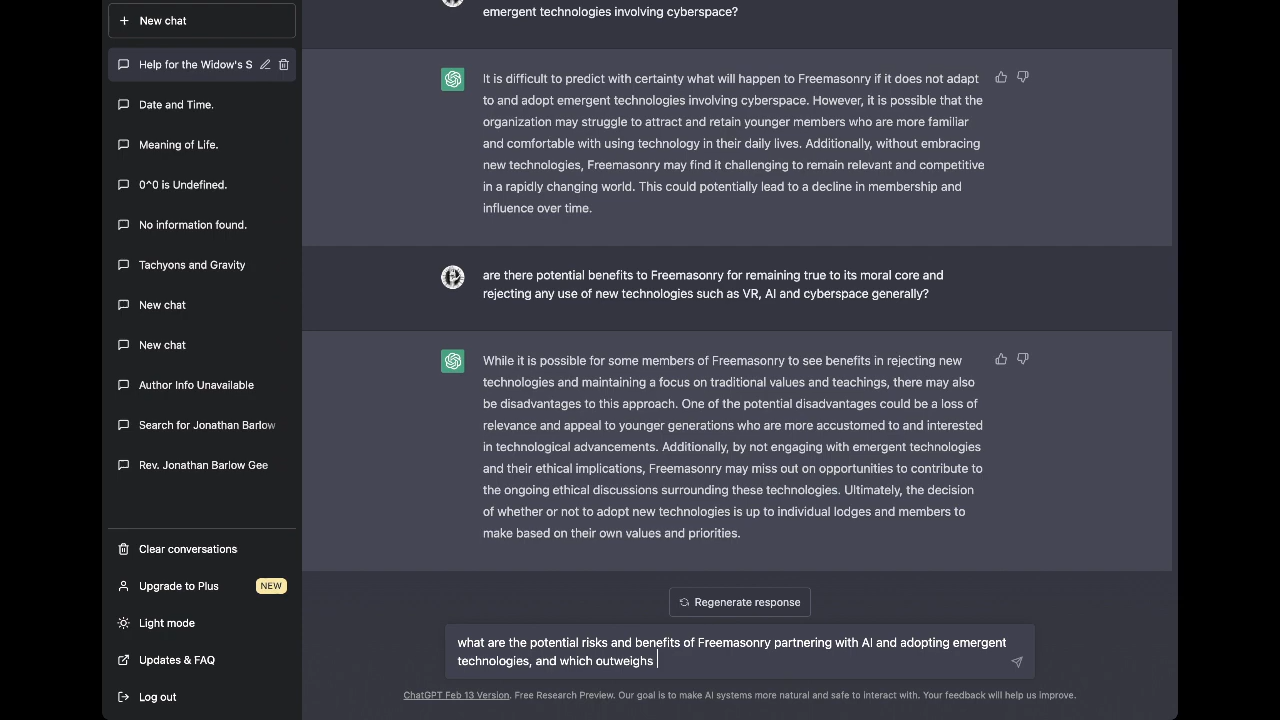 New chat
Help for the Widow's S
Date and Time.
Meaning of Life.
0^0 is Undefined.
No information found.
Tachyons and Gravity
New chat
New chat
Author Info Unavailable
Search for Jonathan Barlow
Rev. Jonathan Barlow Gee
Clear conversations
Upgrade to Plus NEW
Light mode
Updates & FAQ
Log out
emergent technologies involving cyberspace?
It is difficult to predict with certainty what will happen to Freemasonry if it does not adapt
to and adopt emergent technologies involving cyberspace. However, it is possible that the
organization may struggle to attract and retain younger members who are more familiar
and comfortable with using technology in their daily lives. Additionally, without embracing
new technologies, Freemasonry may find it challenging to remain relevant and competitive
in a rapidly changing world. This could potentially lead to a decline in membership and
influence over time.
are there potential benefits to Freemasonry for remaining true to its moral core and
rejecting any use of new technologies such as VR, AI and cyberspace generally?
While it is possible for some members of Freemasonry to see benefits in rejecting new
technologies and maintaining a focus on traditional values and teachings, there may also
be disadvantages to this approach. One of the potential disadvantages could be a loss of
relevance and appeal to younger generations who are more accustomed to and interested
in technological advancements. Additionally, by not engaging with emergent technologies
and their ethical implications, Freemasonry may miss out on opportunities to contribute to
the ongoing ethical discussions surrounding these technologies. Ultimately, the decision
of whether or not to adopt new technologies is up to individual lodges and members to
make based on their own values and priorities.
Regenerate response
what are the potential risks and benefits of Freemasonry partnering with AI and adopting emergent
technologies, and which outweighs
ChatGPT Feb 13 Version. Free Research Preview. Our goal is to make AI systems more natural and safe to interact with. Your feedback will help us improve.